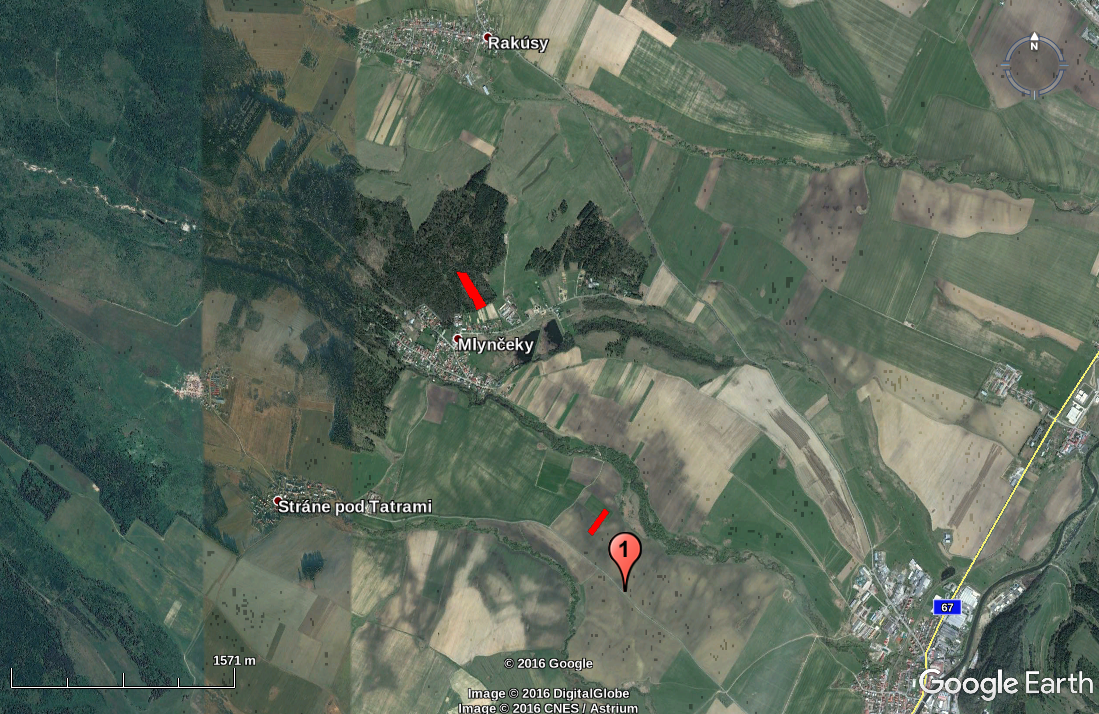 Rakúsy
N
Mlynčeky
Stráne pod Tatrami
1
67
1571 m
© 2016 Google
Image © 2016 DigitalGlobe
Image © 2016 CNES / Astrium
Google Earth